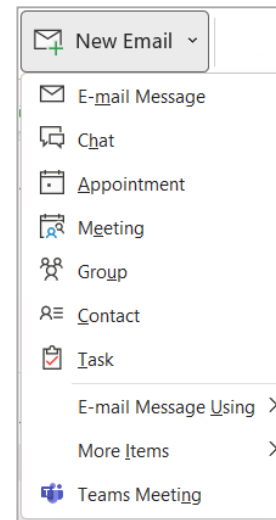 New Email
E-mail Message
Chat
Appointment
Meeting
Group
Contact
Task
E-mail Message Using
More Items
Teams Meeting